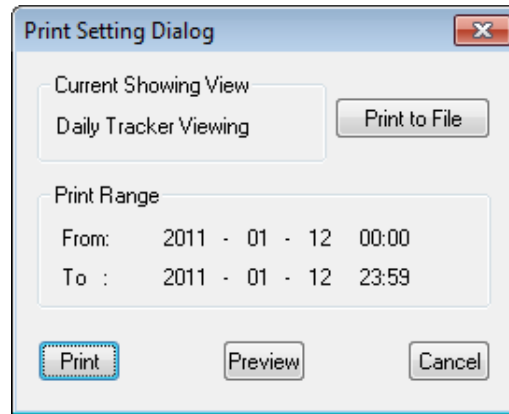 Print Setting Dialog
Current Showing View
Daily Tracker Viewing
Print to File
Print Range
From: 2011 - 01 - 12 00:00
To : 2011 - 01 - 12 23:59
Print Preview Cancel